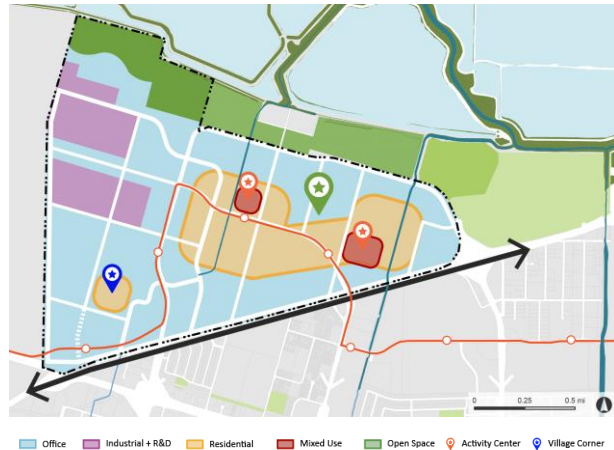 0 0.25 0.5 mi
Office Industrial + R&D Residential Mixed Use Open Space Activity Center Village Corner